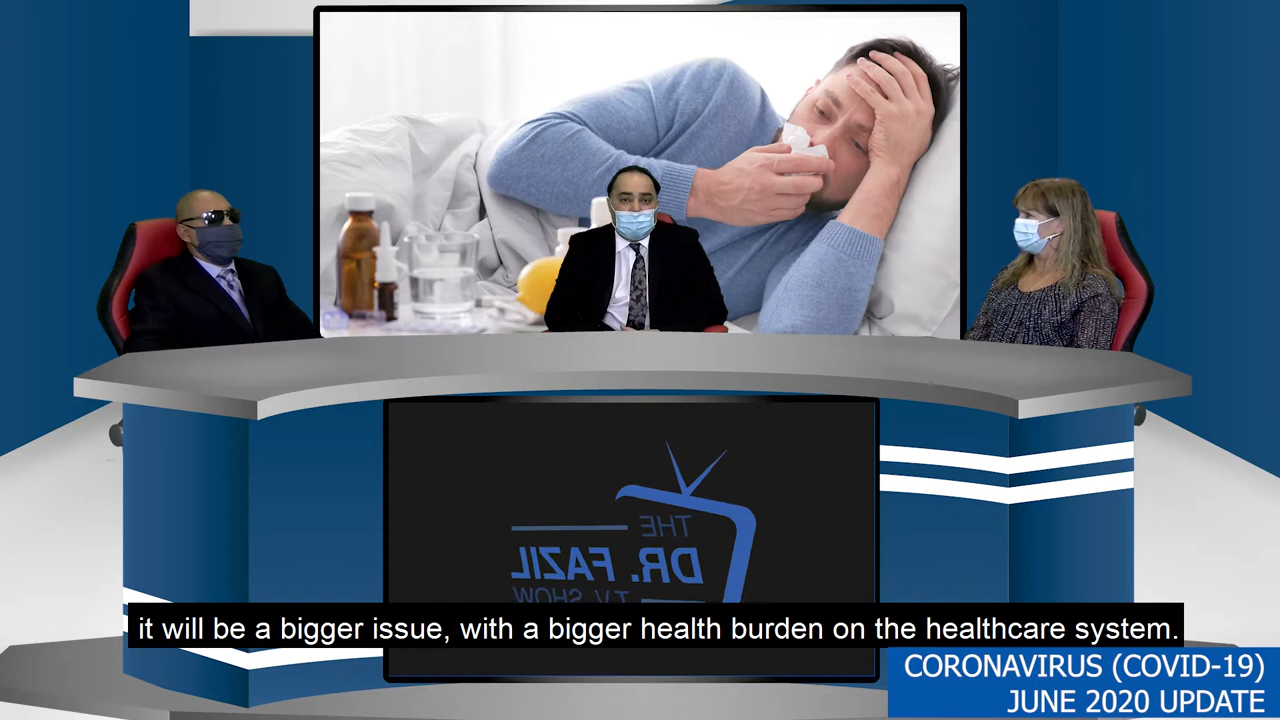 THE
DR. FAZIL
T.V. SHOW
it will be a bigger issue, with a bigger health burden on the healthcare system.
CORONAVIRUS (COVID-19)
JUNE 2020 UPDATE